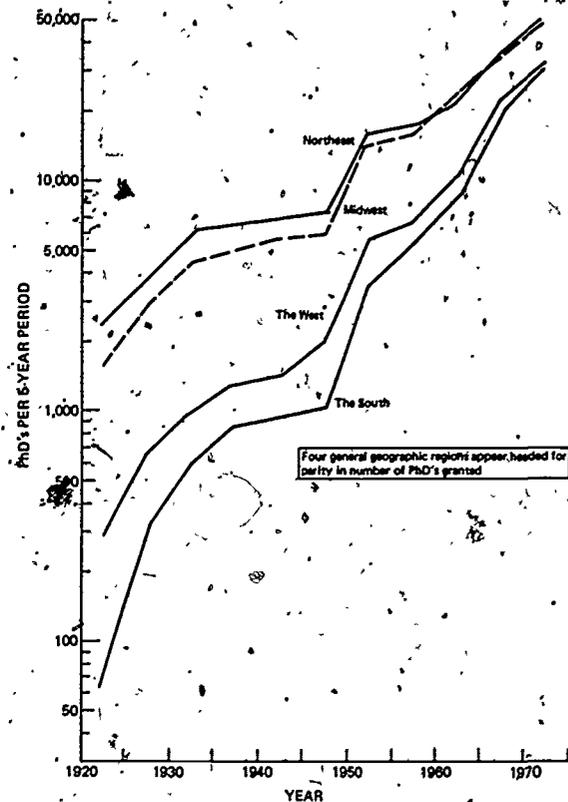 50,000
10,000
5,000
1,000
500
100
50
PhD's PER 5-YEAR PERIOD
Northeast
Midwest
The West
The South
Four general geographic regions appear headed for
parity in number of PhD's granted
1920 1930 1940 1950 1960 1970
YEAR